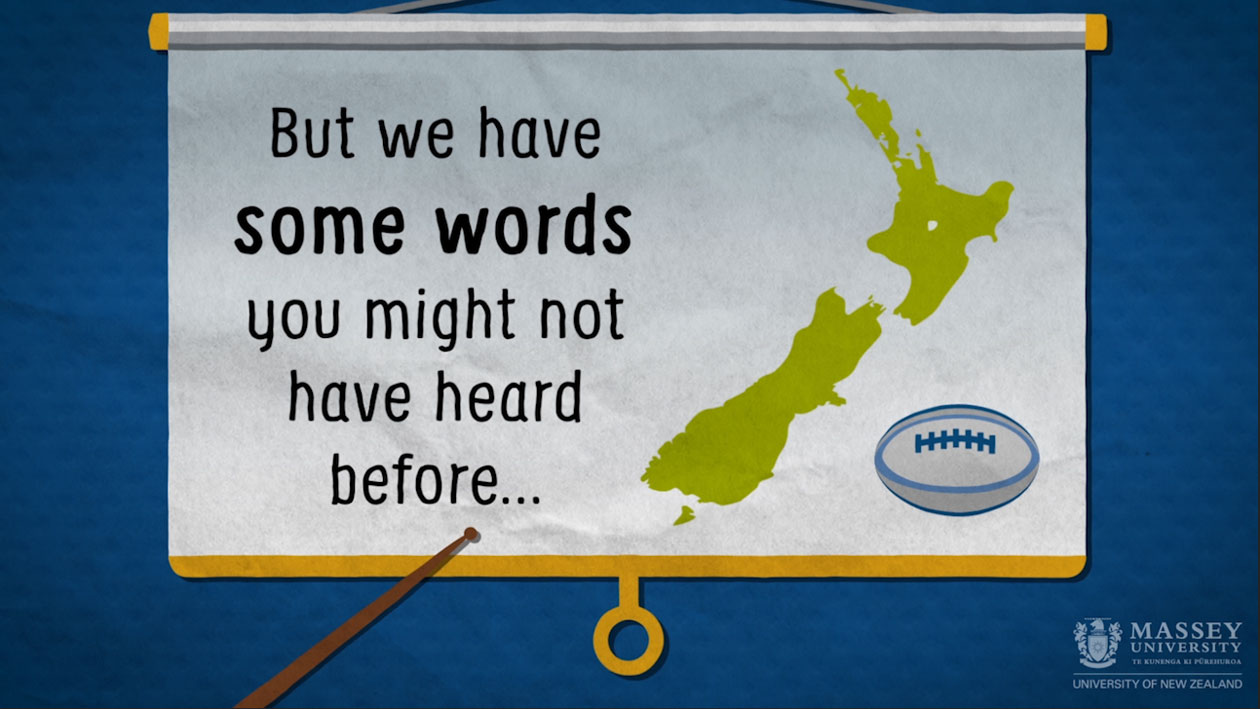 But we have
some words
you might not
have heard
before...
MASSEY
UNIVERSITY
TE KUNENGA KI PŪREHUROA
UNIVERSITY OF NEW ZEALAND